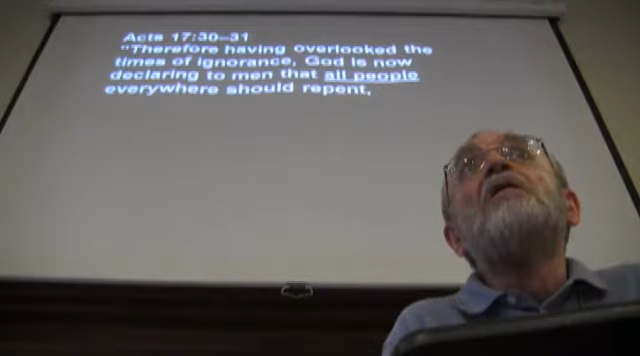 Acts 17:30–31
"Therefore having overlooked the
times of ignorance, God is now
declaring to men that all people
everywhere should repent,